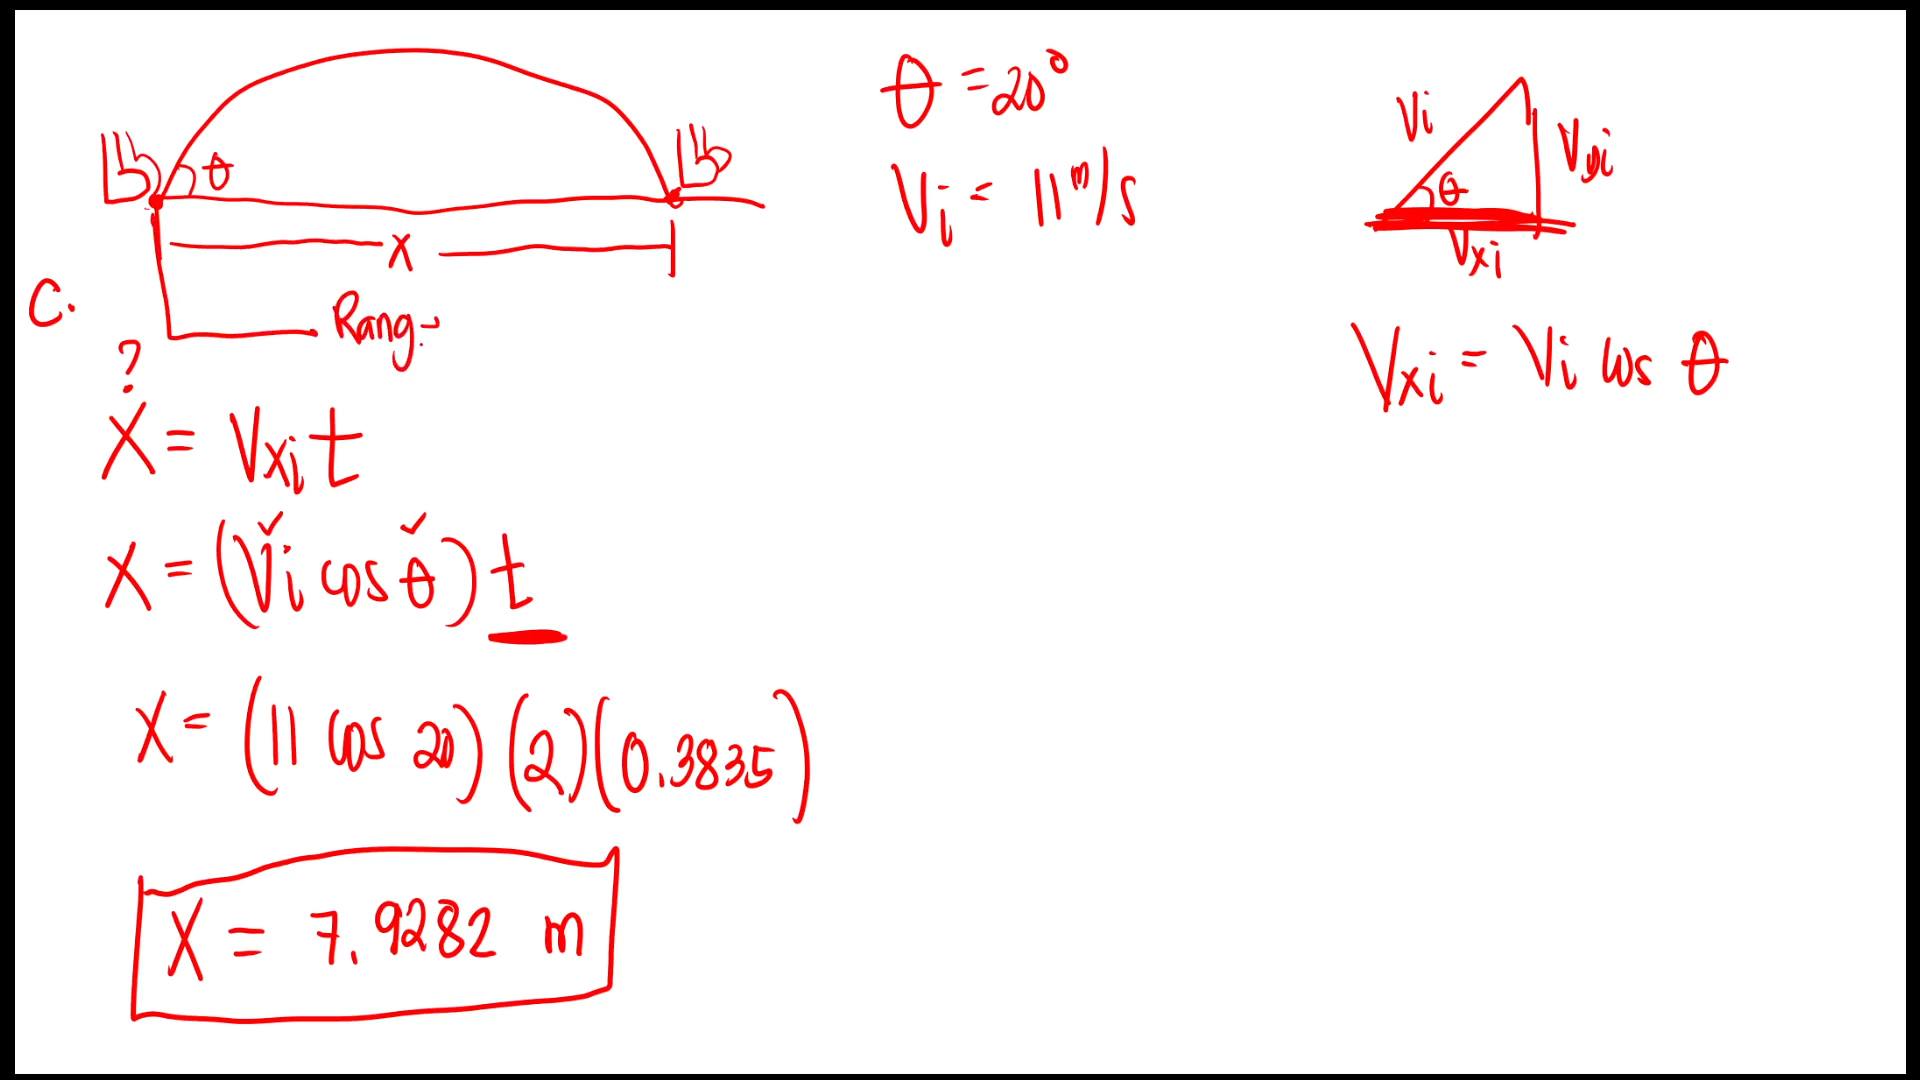 θ
x
Rang
θ = 20°
Vi = 11 m/s
Vi
Vyi
θ
Vxi
Vxi = Vi cos θ
C.
?
X = Vxi t
X = (Vi cos θ) t
X = (11 cos 20) (2) (0.3835)
X = 7.9282 m